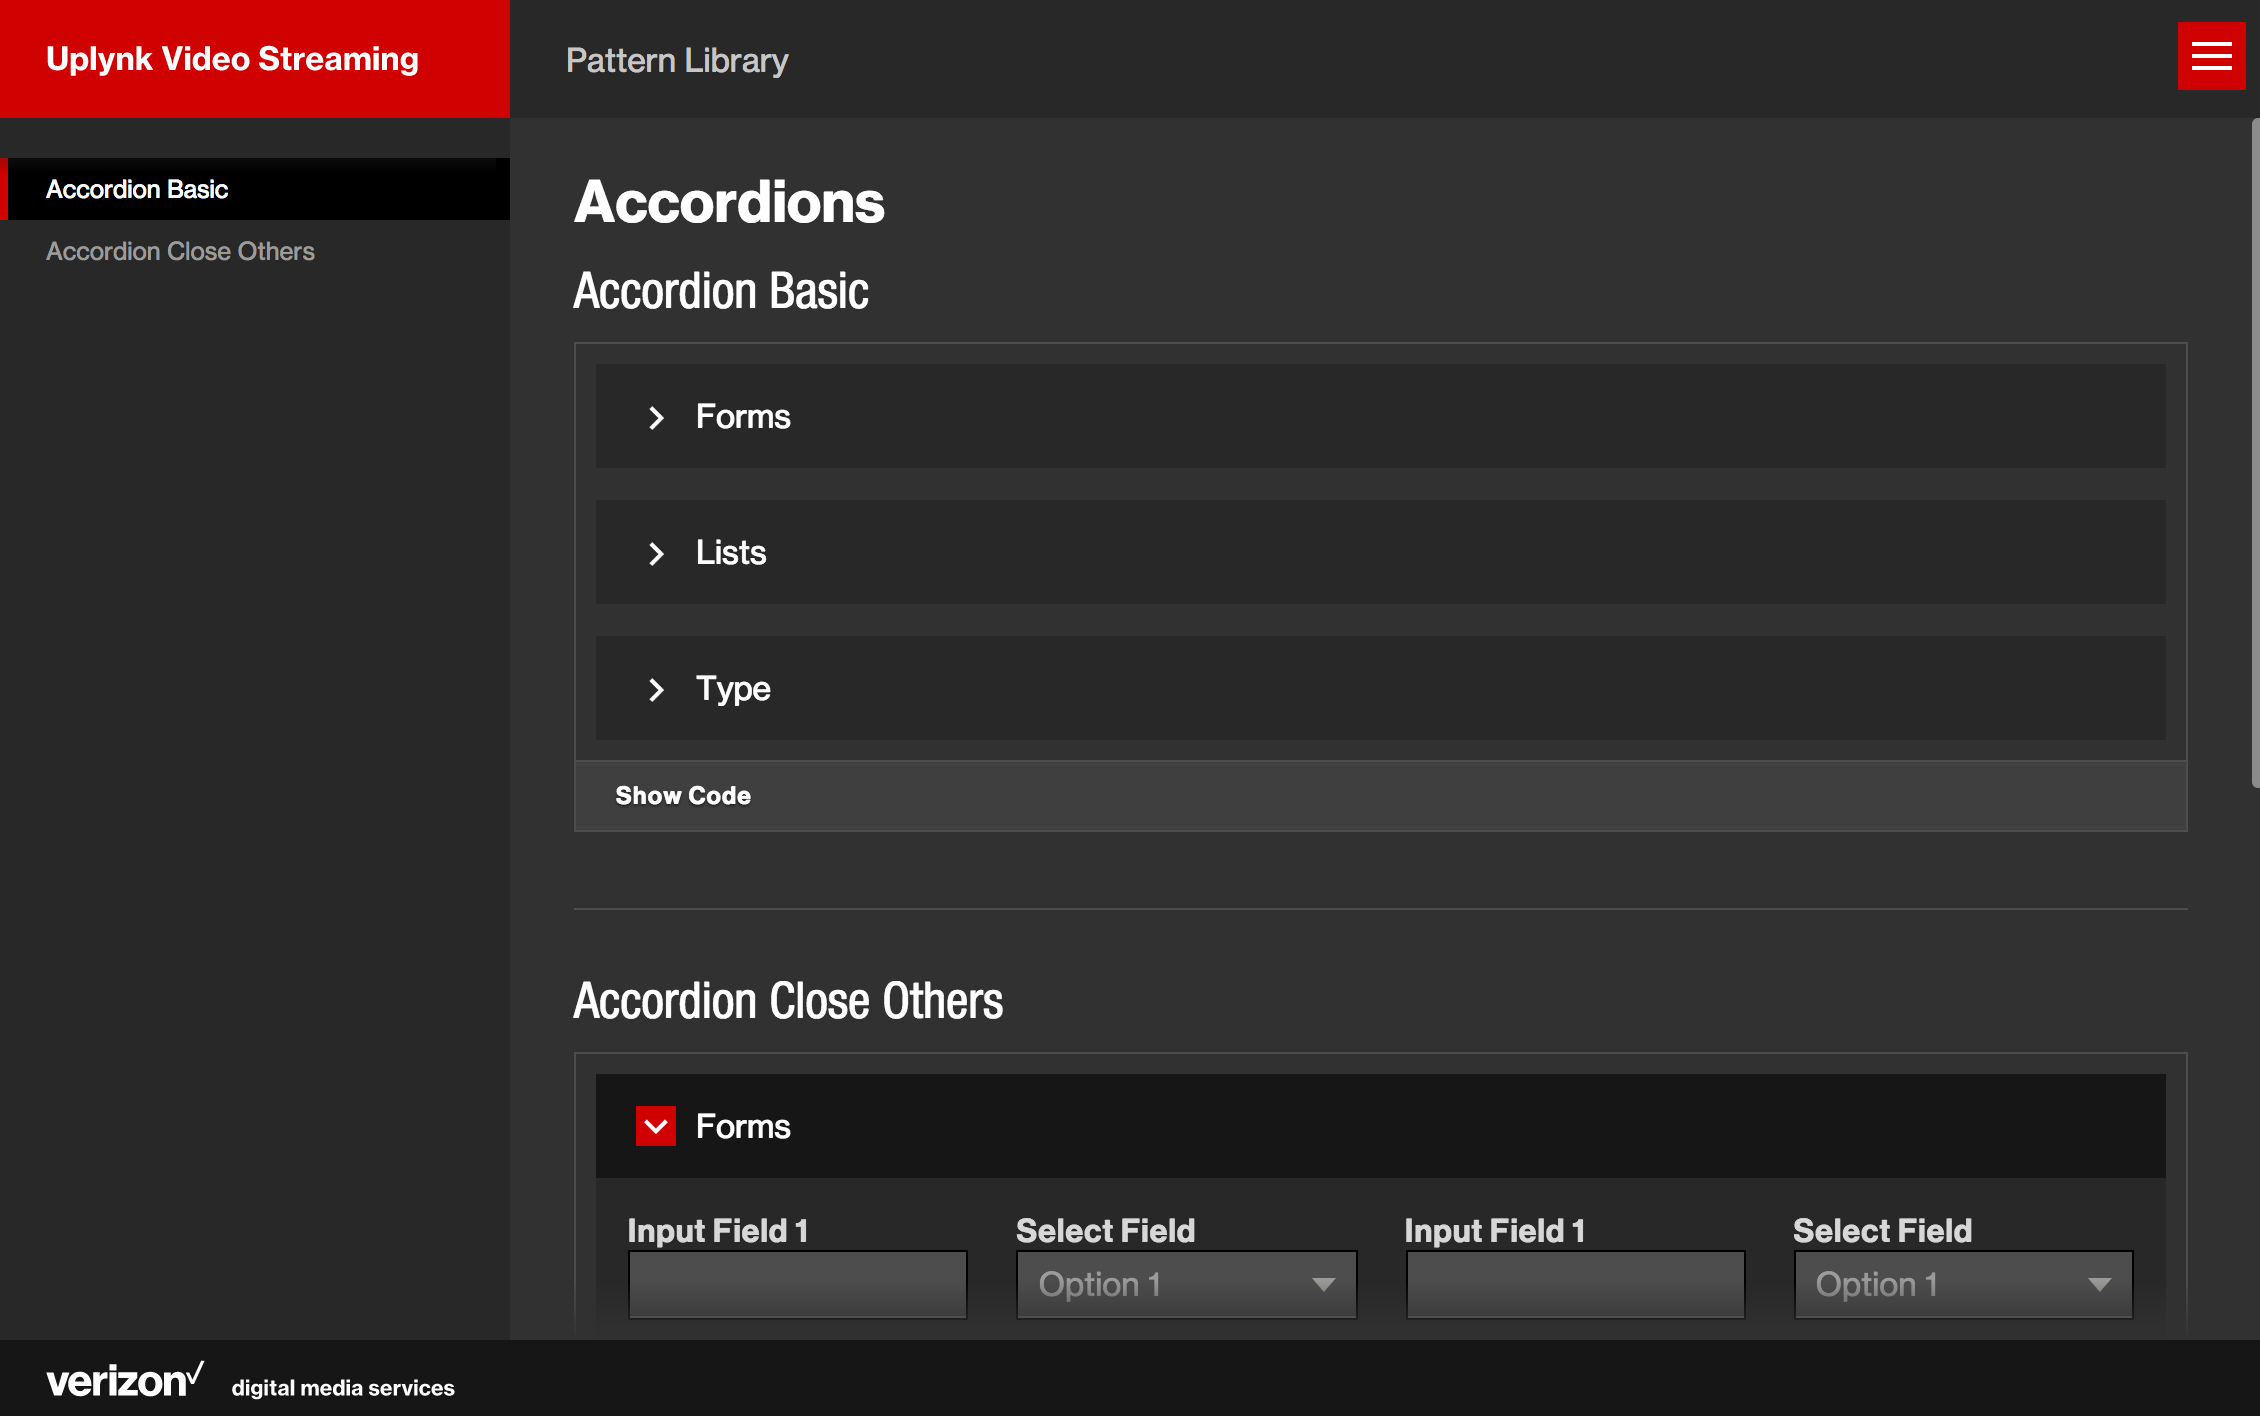 Uplynk Video Streaming
Pattern Library
Accordion Basic
Accordion Close Others
Accordions
Accordion Basic
Forms
Lists
Type
Show Code
Accordion Close Others
Forms
Input Field 1 Select Field Input Field 1 Select Field
Option 1 Option 1
verizon digital media services